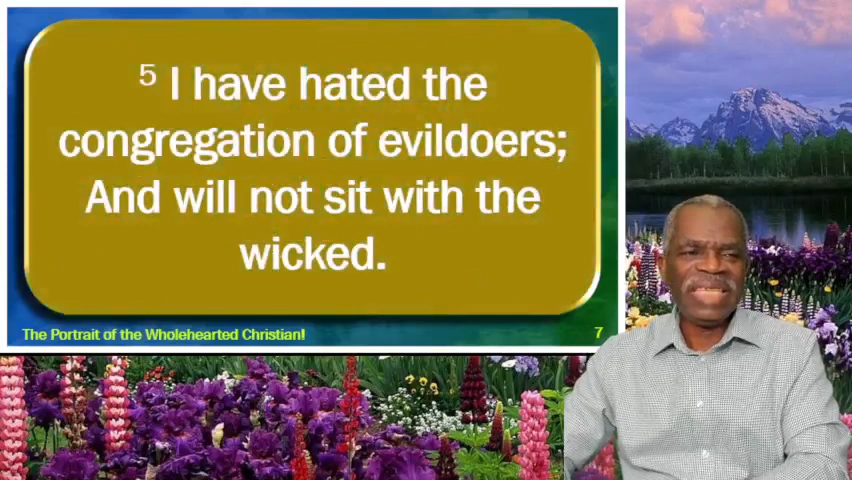 5 I have hated the
congregation of evildoers;
And will not sit with the
wicked.
The Portrait of the Wholehearted Christian! 7